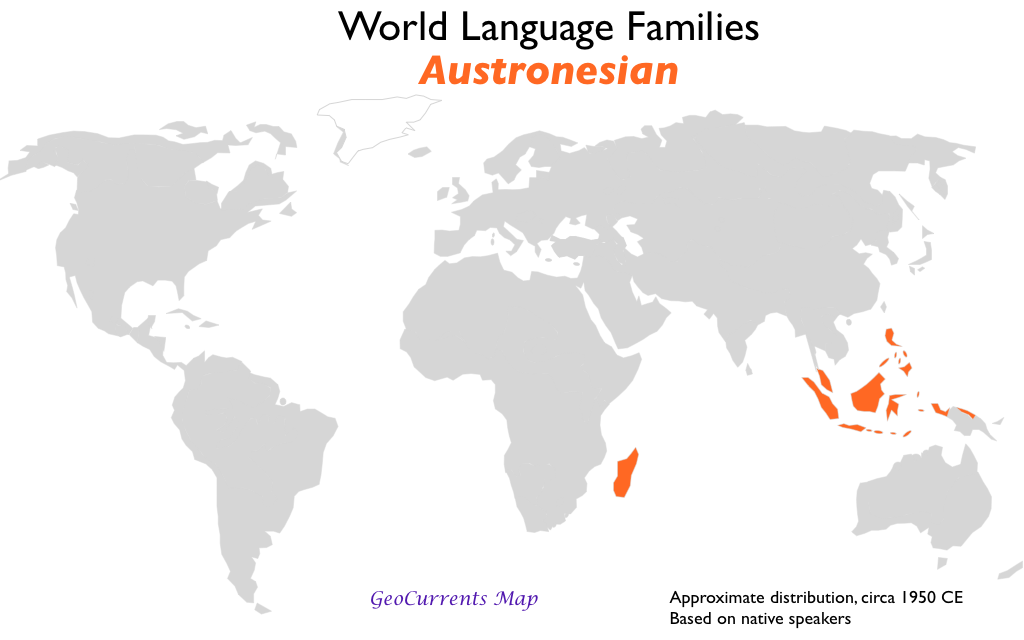 World Language Families
Austronesian
GeoCurrents Map
Approximate distribution, circa 1950 CE
Based on native speakers